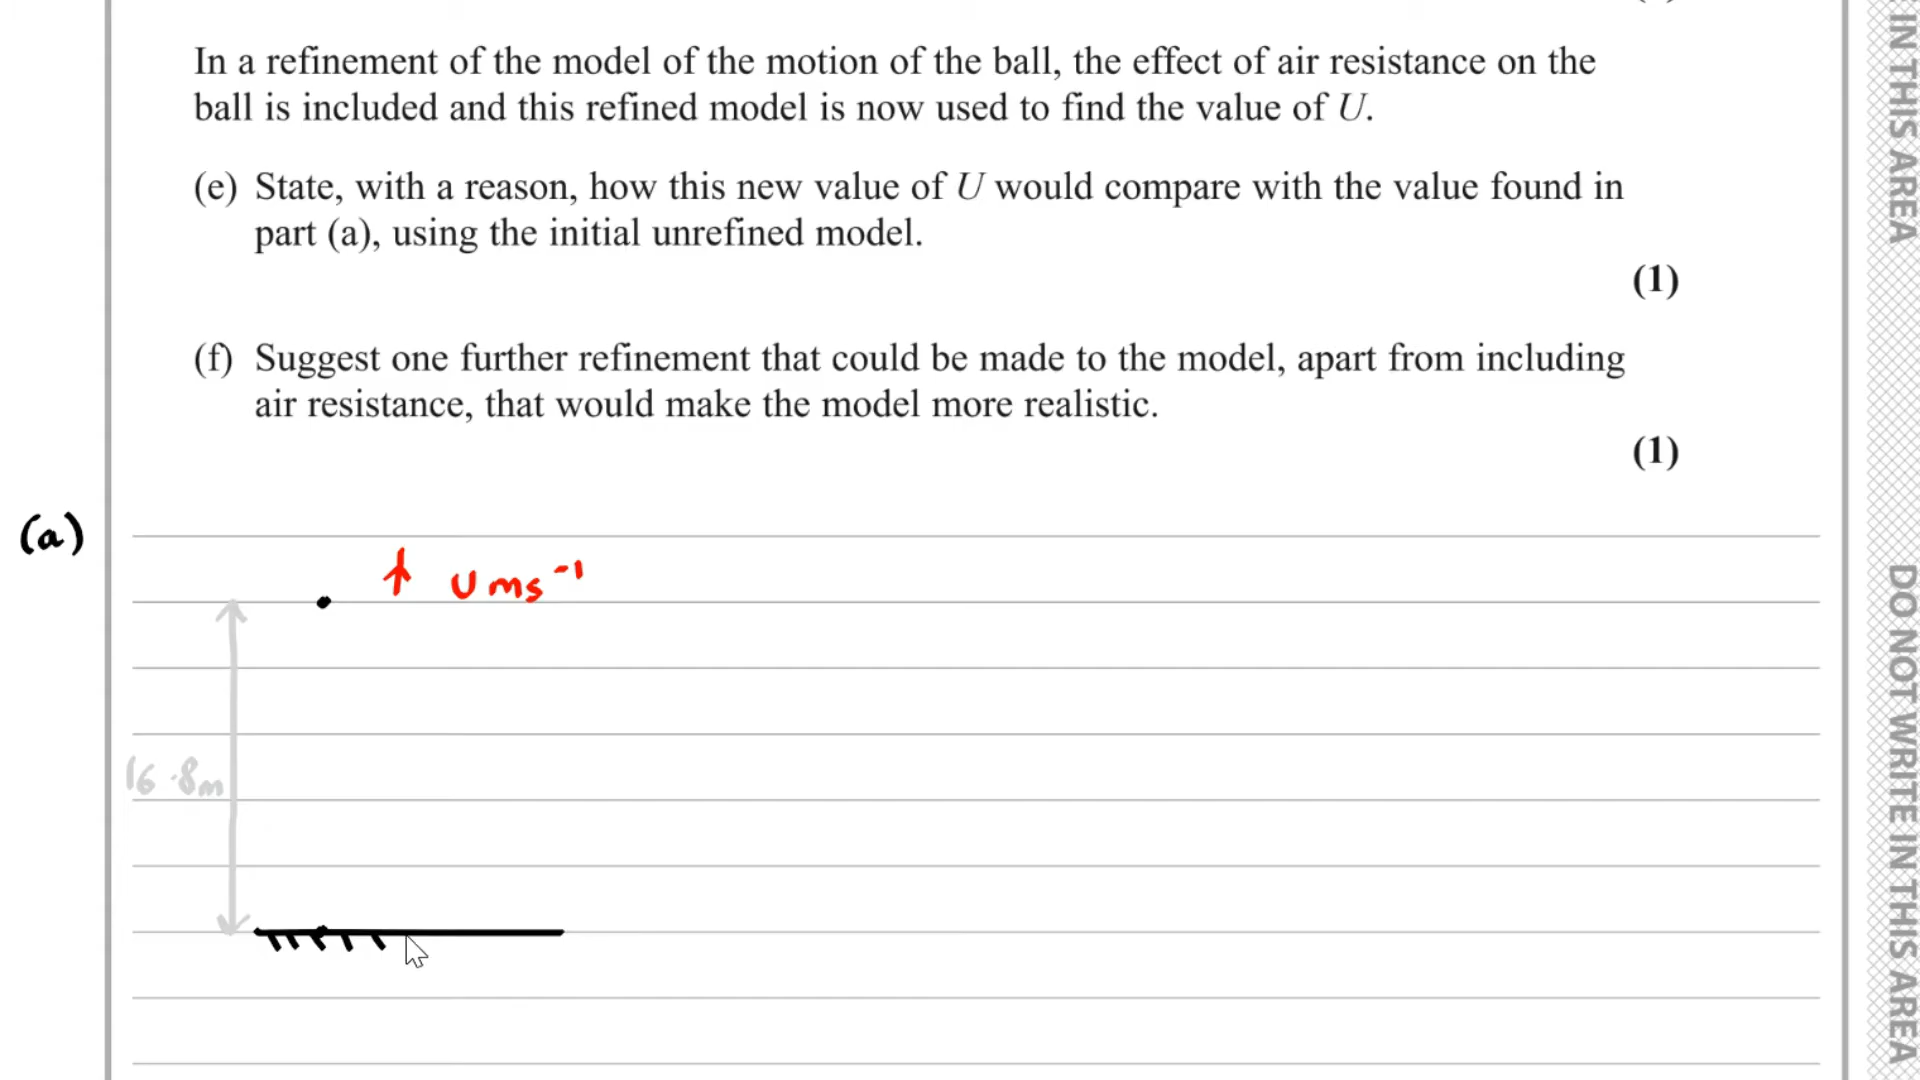 In a refinement of the model of the motion of the ball, the effect of air resistance on the
ball is included and this refined model is now used to find the value of U.
(e) State, with a reason, how this new value of U would compare with the value found in
part (a), using the initial unrefined model.
(1)
(f) Suggest one further refinement that could be made to the model, apart from including
air resistance, that would make the model more realistic.
(1)
(a)
U ms⁻¹
16.8m
IN THIS AREA
DO NOT WRITE IN THIS AREA